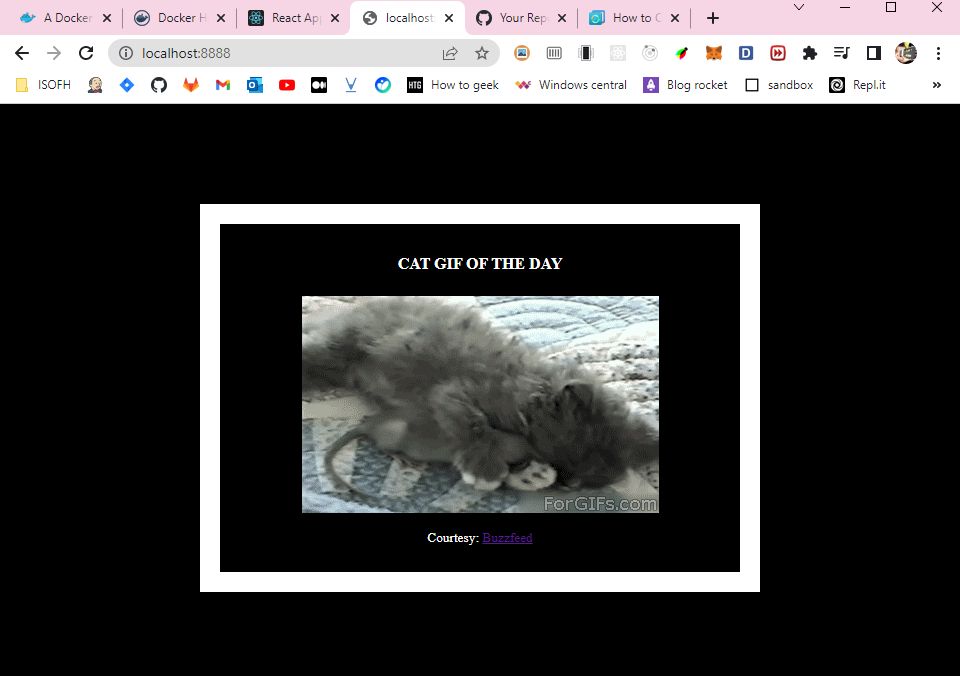 A Docker
Docker H
React App
localhost:
Your Rep
How to C
localhost:8888
ISOFH
HTG
How to geek
Windows central
Blog rocket
sandbox
Repl.it
CAT GIF OF THE DAY
ForGIFs.com
Courtesy: Buzzfeed